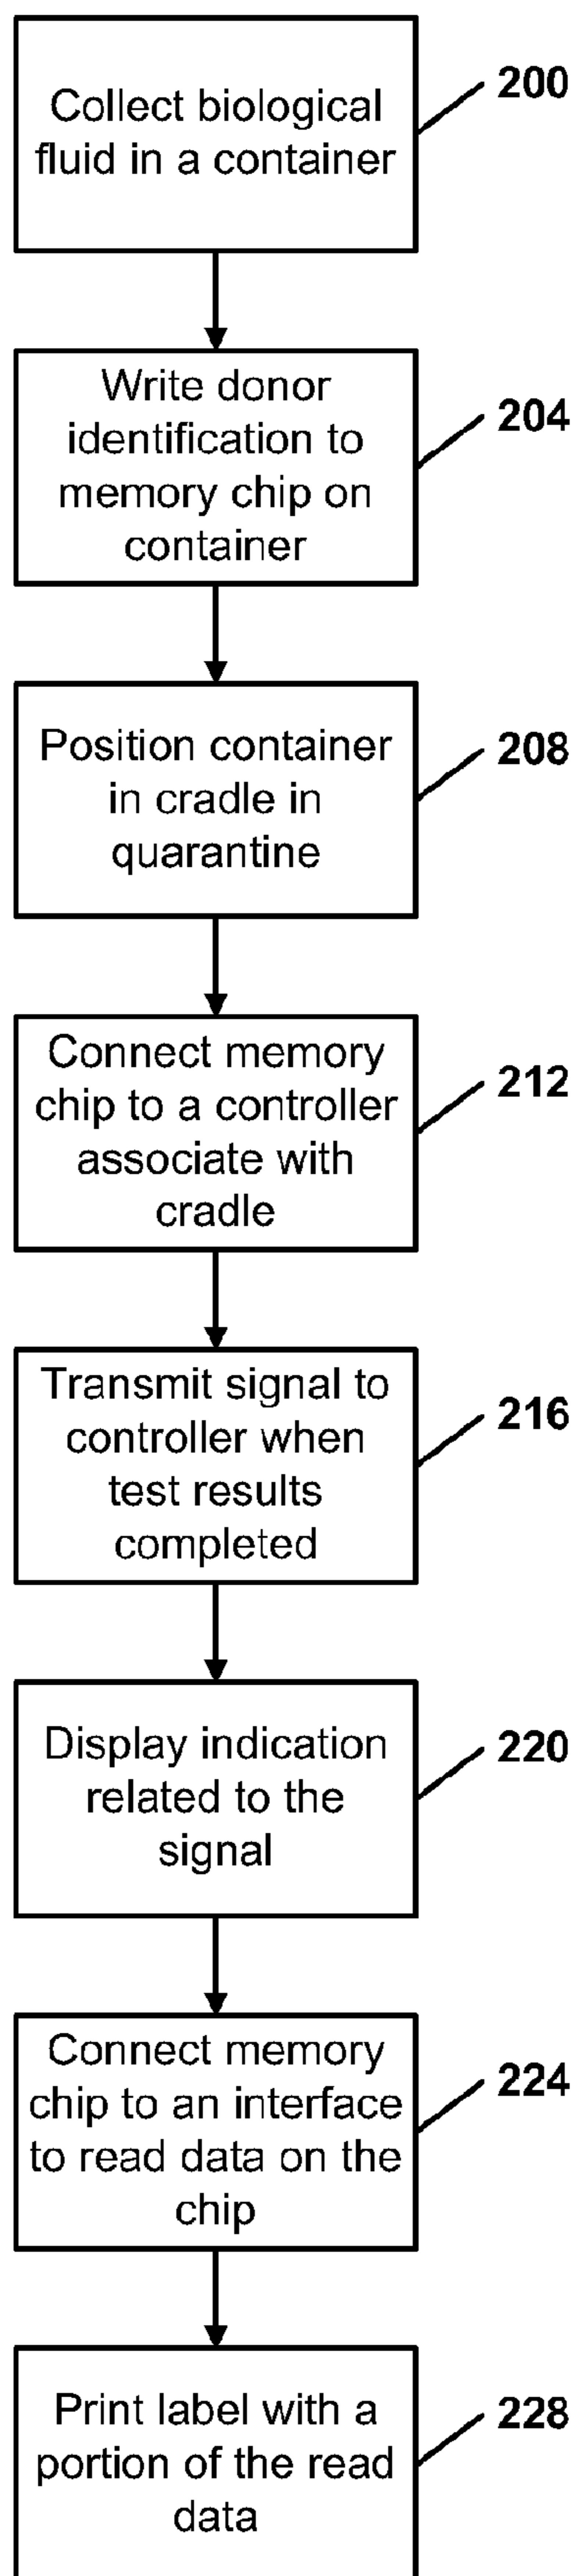 Collect biological
fluid in a container
200
Write donor
identification to
memory chip on
container
204
Position container
in cradle in
quarantine
208
Connect memory
chip to a controller
associate with
cradle
212
Transmit signal to
controller when
test results
completed
216
Display indication
related to the
signal
220
Connect memory
chip to an interface
to read data on the
chip
224
Print label with a
portion of the read
data
228